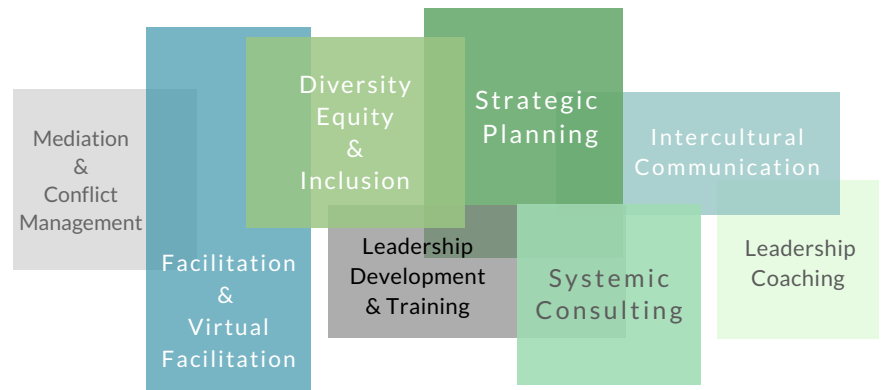 Mediation
&
Conflict
Management
Facilitation
&
Virtual
Facilitation
Diversity
Equity
&
Inclusion
Leadership
Development
& Training
Strategic
Planning
Systemic
Consulting
Intercultural
Communication
Leadership
Coaching